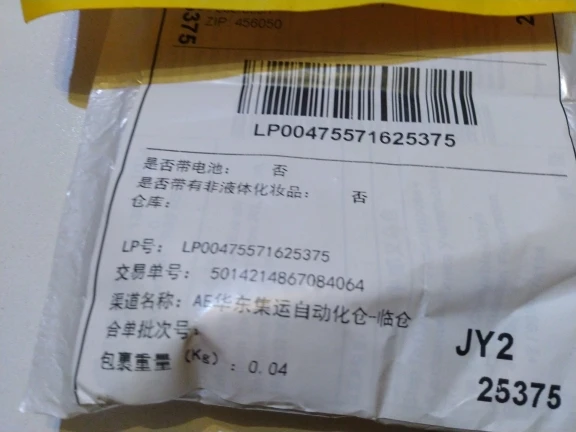 5375
2
ZIP: 456050
LP00475571625375
是否带电池： 否
是否带有非液体化妆品： 否
仓库：
LP号： LP00475571625375
交易单号： 5014214867084064
渠道名称： AE华东集运自动化仓-临仓
合单批次号：
包裹重量（Kg）：0.04
JY2
25375